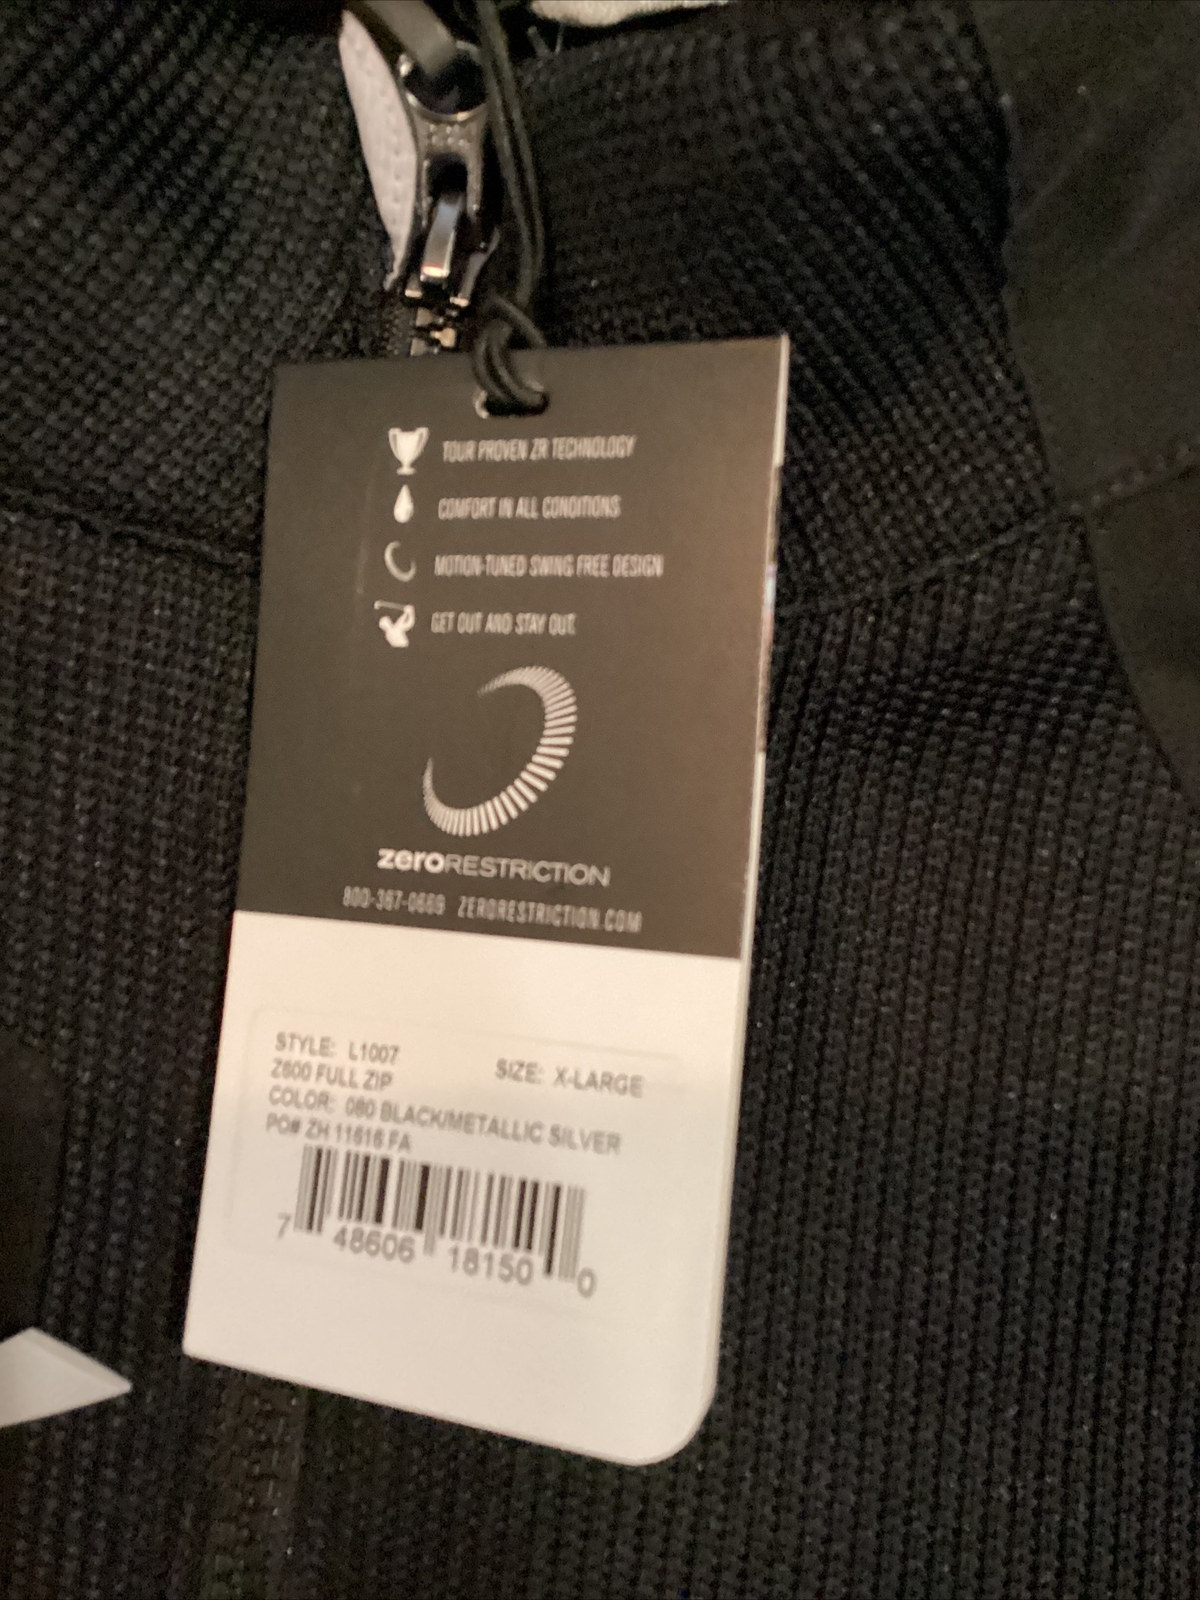 TOUR PROVEN ZR TECHNOLOGY
COMFORT IN ALL CONDITIONS
MOTION-TUNED SWING FREE DESIGN
GET OUT AND STAY OUT.
zeroRESTRICTION
800-367-0669 ZERORESTRICTION.COM
STYLE: L1007
SIZE: X-LARGE
Z600 FULL ZIP
COLOR: 080 BLACK/METALLIC SILVER
PO# ZH 11616 FA
7 48606 18150 0